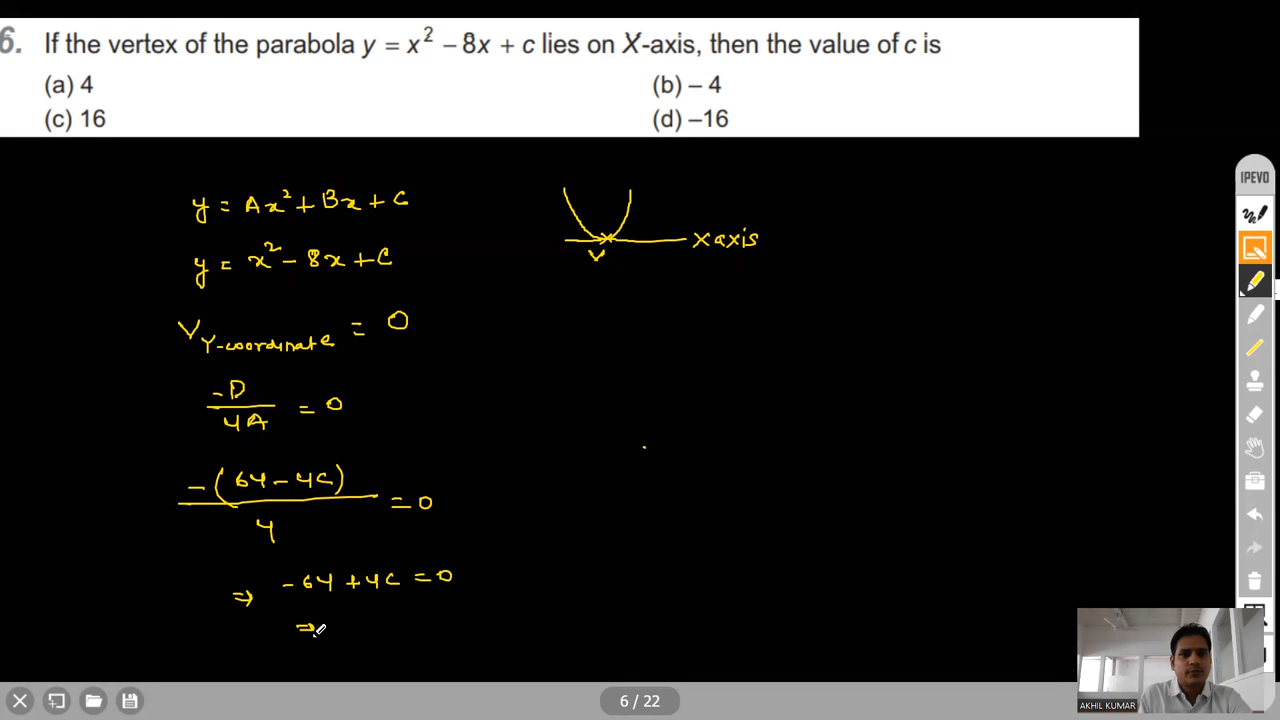 6. If the vertex of the parabola y = x² – 8x + c lies on X-axis, then the value of c is
(a) 4 (b) – 4
(c) 16 (d) –16
y = Ax² + Bx + C
y = x² – 8x + C
V Y-coordinate = 0
-D/4A = 0
-(64 – 4C)/4 = 0
⇒ -64 + 4C = 0
⇒
X axis
V
IPEVO
6 / 22
AKHIL KUMAR